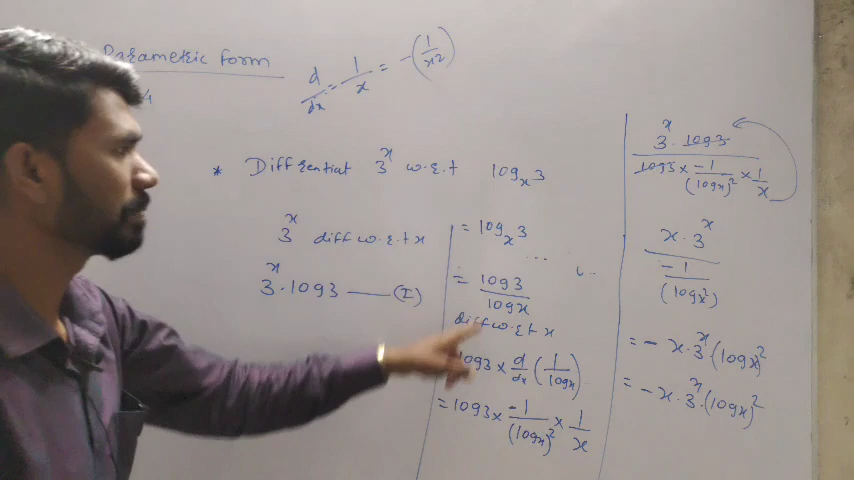 Parametric form
d/dx = 1/x = -(1/x2)
* Differential 3^x w.r.t log_x 3
3^x diff w.r.t x
3^x . log3 —— (I)
= log_x 3
= log3/logx
diff w.r.t x
log3 × d/dx (1/logx)
= log3 × -1/(logx)^2 × 1/x
3^x . log3 / log3 × -1/(logx)^2 × 1/x
x . 3^x / -1/(logx^2)
= - x . 3^x (logx)^2
= - x . 3^x . (logx)^2